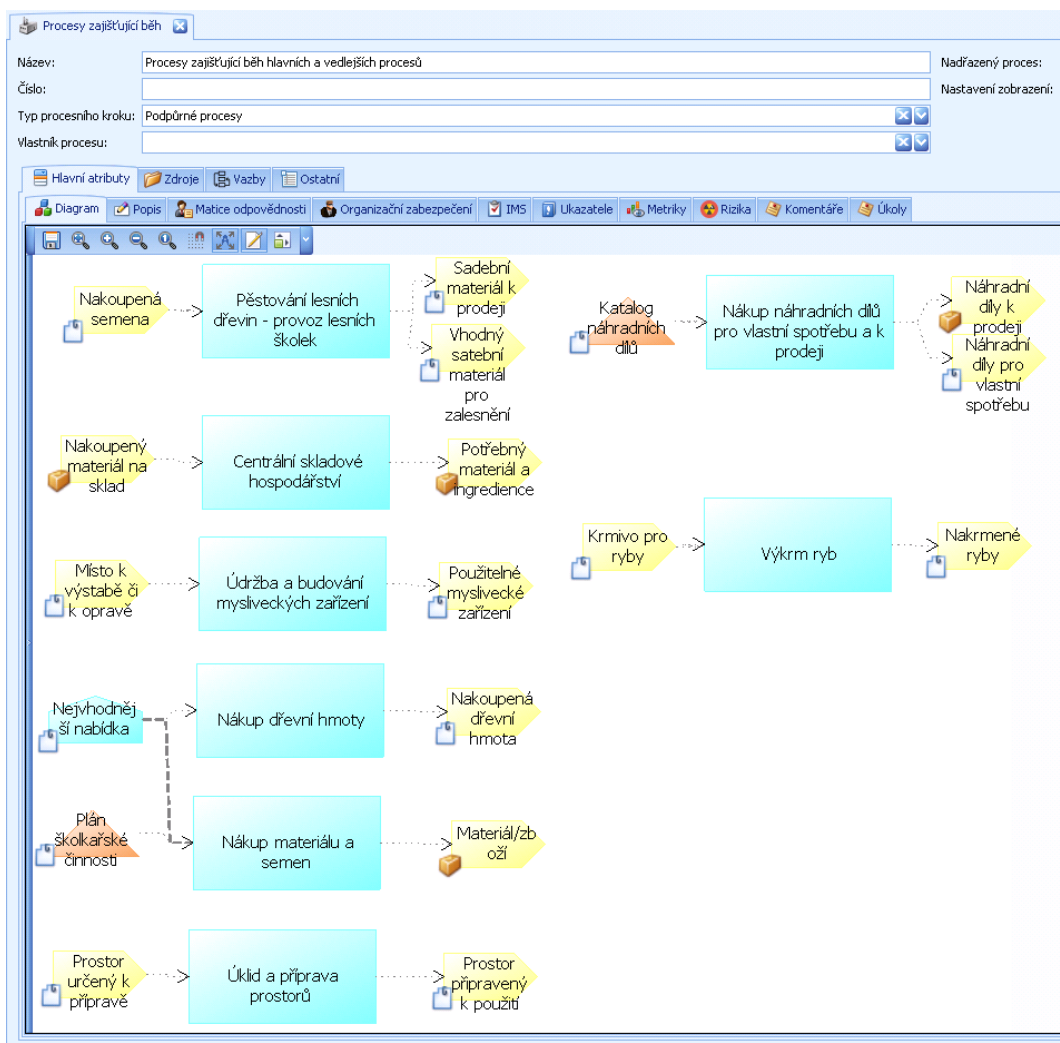 Procesy zajišťující běh
Název:
Procesy zajišťující běh hlavních a vedlejších procesů
Nadřazený proces:
Číslo:
Nastavení zobrazení:
Typ procesního kroku:
Podpůrné procesy
Vlastník procesu:
Hlavní atributy
Zdroje
Vazby
Ostatní
Diagram
Popis
Matice odpovědnosti
Organizační zabezpečení
IMS
Ukazatele
Metriky
Rizika
Komentáře
Úkoly
Nakoupená
semena
Pěstování lesních
dřevin - provoz lesních
školek
Sadební
materiál k
prodeji
Vhodný
satební
materiál
pro
zalesnění
Katalog
náhradních
dílů
Nákup náhradních dílů
pro vlastní spotřebu a k
prodeji
Náhradní
díly k
prodeji
Náhradní
díly pro
vlastní
spotřebu
Nakoupený
materiál na
sklad
Centrální skladové
hospodářství
Potřebný
materiál a
ingredience
Krmivo pro
ryby
Výkrm ryb
Nakrmené
ryby
Místo k
výstabě či
k opravě
Údržba a budování
mysliveckých zařízení
Použitelné
myslivecké
zařízení
Nejvhodněj
ší nabídka
Nákup dřevní hmoty
Nakoupená
dřevní
hmota
Plán
školkařské
činnosti
Nákup materiálu a
semen
Materiál/zb
oží
Prostor
určený k
přípravě
Úklid a příprava
prostorů
Prostor
připravený
k použití